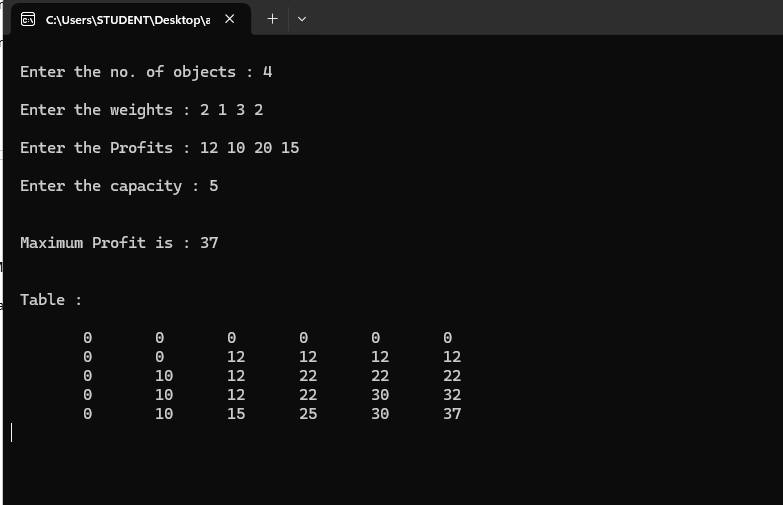 C:\Users\STUDENT\Desktop\a
Enter the no. of objects : 4
Enter the weights : 2 1 3 2
Enter the Profits : 12 10 20 15
Enter the capacity : 5
Maximum Profit is : 37
Table :
0 0 0 0 0 0
0 0 12 12 12 12
0 10 12 22 22 22
0 10 12 22 30 32
0 10 15 25 30 37